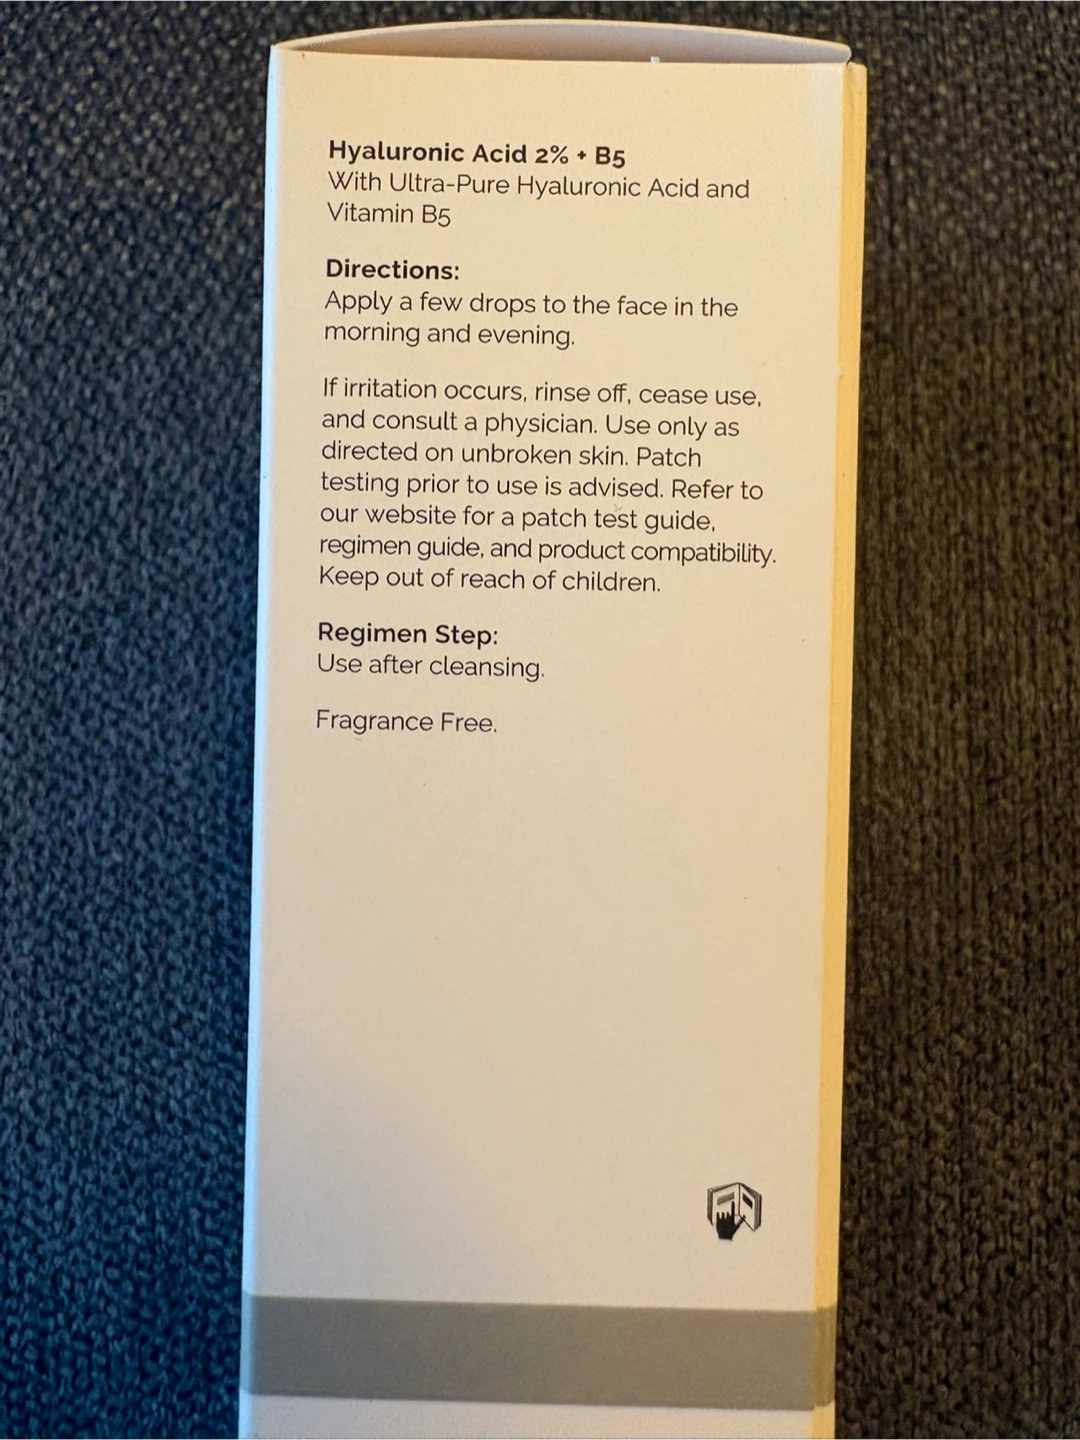 Hyaluronic Acid 2% + B5
With Ultra-Pure Hyaluronic Acid and
Vitamin B5
Directions:
Apply a few drops to the face in the
morning and evening.
If irritation occurs, rinse off, cease use,
and consult a physician. Use only as
directed on unbroken skin. Patch
testing prior to use is advised. Refer to
our website for a patch test guide,
regimen guide, and product compatibility.
Keep out of reach of children.
Regimen Step:
Use after cleansing.
Fragrance Free.